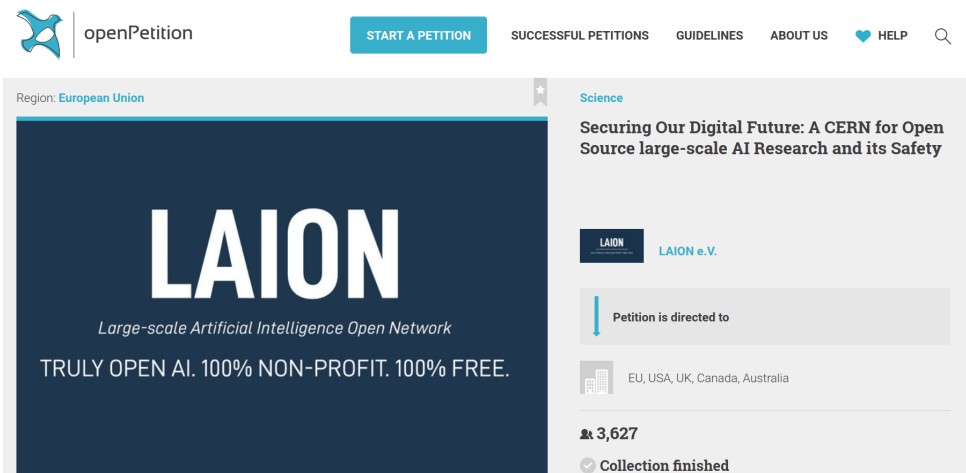 openPetition
START A PETITION
SUCCESSFUL PETITIONS
GUIDELINES
ABOUT US
HELP
Region: European Union
LAION
Large-scale Artificial Intelligence Open Network
TRULY OPEN AI. 100% NON-PROFIT. 100% FREE.
Science
Securing Our Digital Future: A CERN for Open
Source large-scale AI Research and its Safety
LAION
LAION e.V.
Petition is directed to
EU, USA, UK, Canada, Australia
3,627
Collection finished